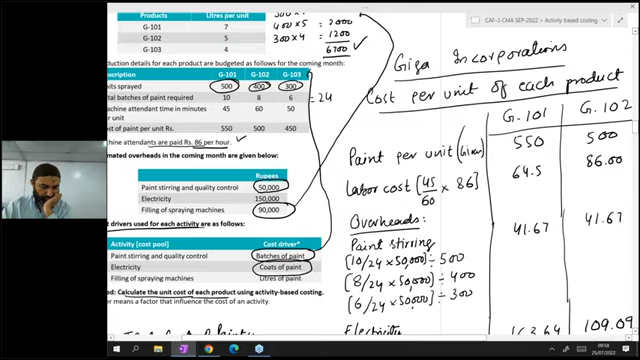 CAF-3 CMA SEP-2022 / Activity based costing
Products Litres per unit
G-101 7
G-102 5
G-103 4
400 x 5 = 2000
300 x 4 = 1200
6700
duction details for each product are budgeted as follows for the coming month:
escription G-101 G-102 G-103
nits sprayed 500 400 300
tal batches of paint required 10 8 6 = 24
achine attendant time in minutes
er unit 45 60 50
ost of paint per unit Rs. 550 500 450
chine attendants are paid Rs. 86 per hour.
mated overheads in the coming month are given below:
Rupees
Paint stirring and quality control 50,000
Electricity 150,000
Filling of spraying machines 90,000
t drivers used for each activity are as follows:
Activity [cost pool] Cost driver*
Paint stirring and quality control Batches of paint
Electricity Coats of paint
Filling of spraying machines Litres of paint
ed: Calculate the unit cost of each product using activity-based costing.
er means a factor that influence the cost of an activity.
Giga Incorporations
Cost per unit of each product
G.101 G.102
Paint per unit (Given) 550 500
Labor cost [45/60 x 86] 64.5 86.00
Overheads: 41.67 41.67
Paint stirring
[10/24 x 50,000] ÷ 500
[8/24 x 50,000] ÷ 400
[6/24 x 50,000] ÷ 300
Electricity 109.09
09:58
25/07/2022